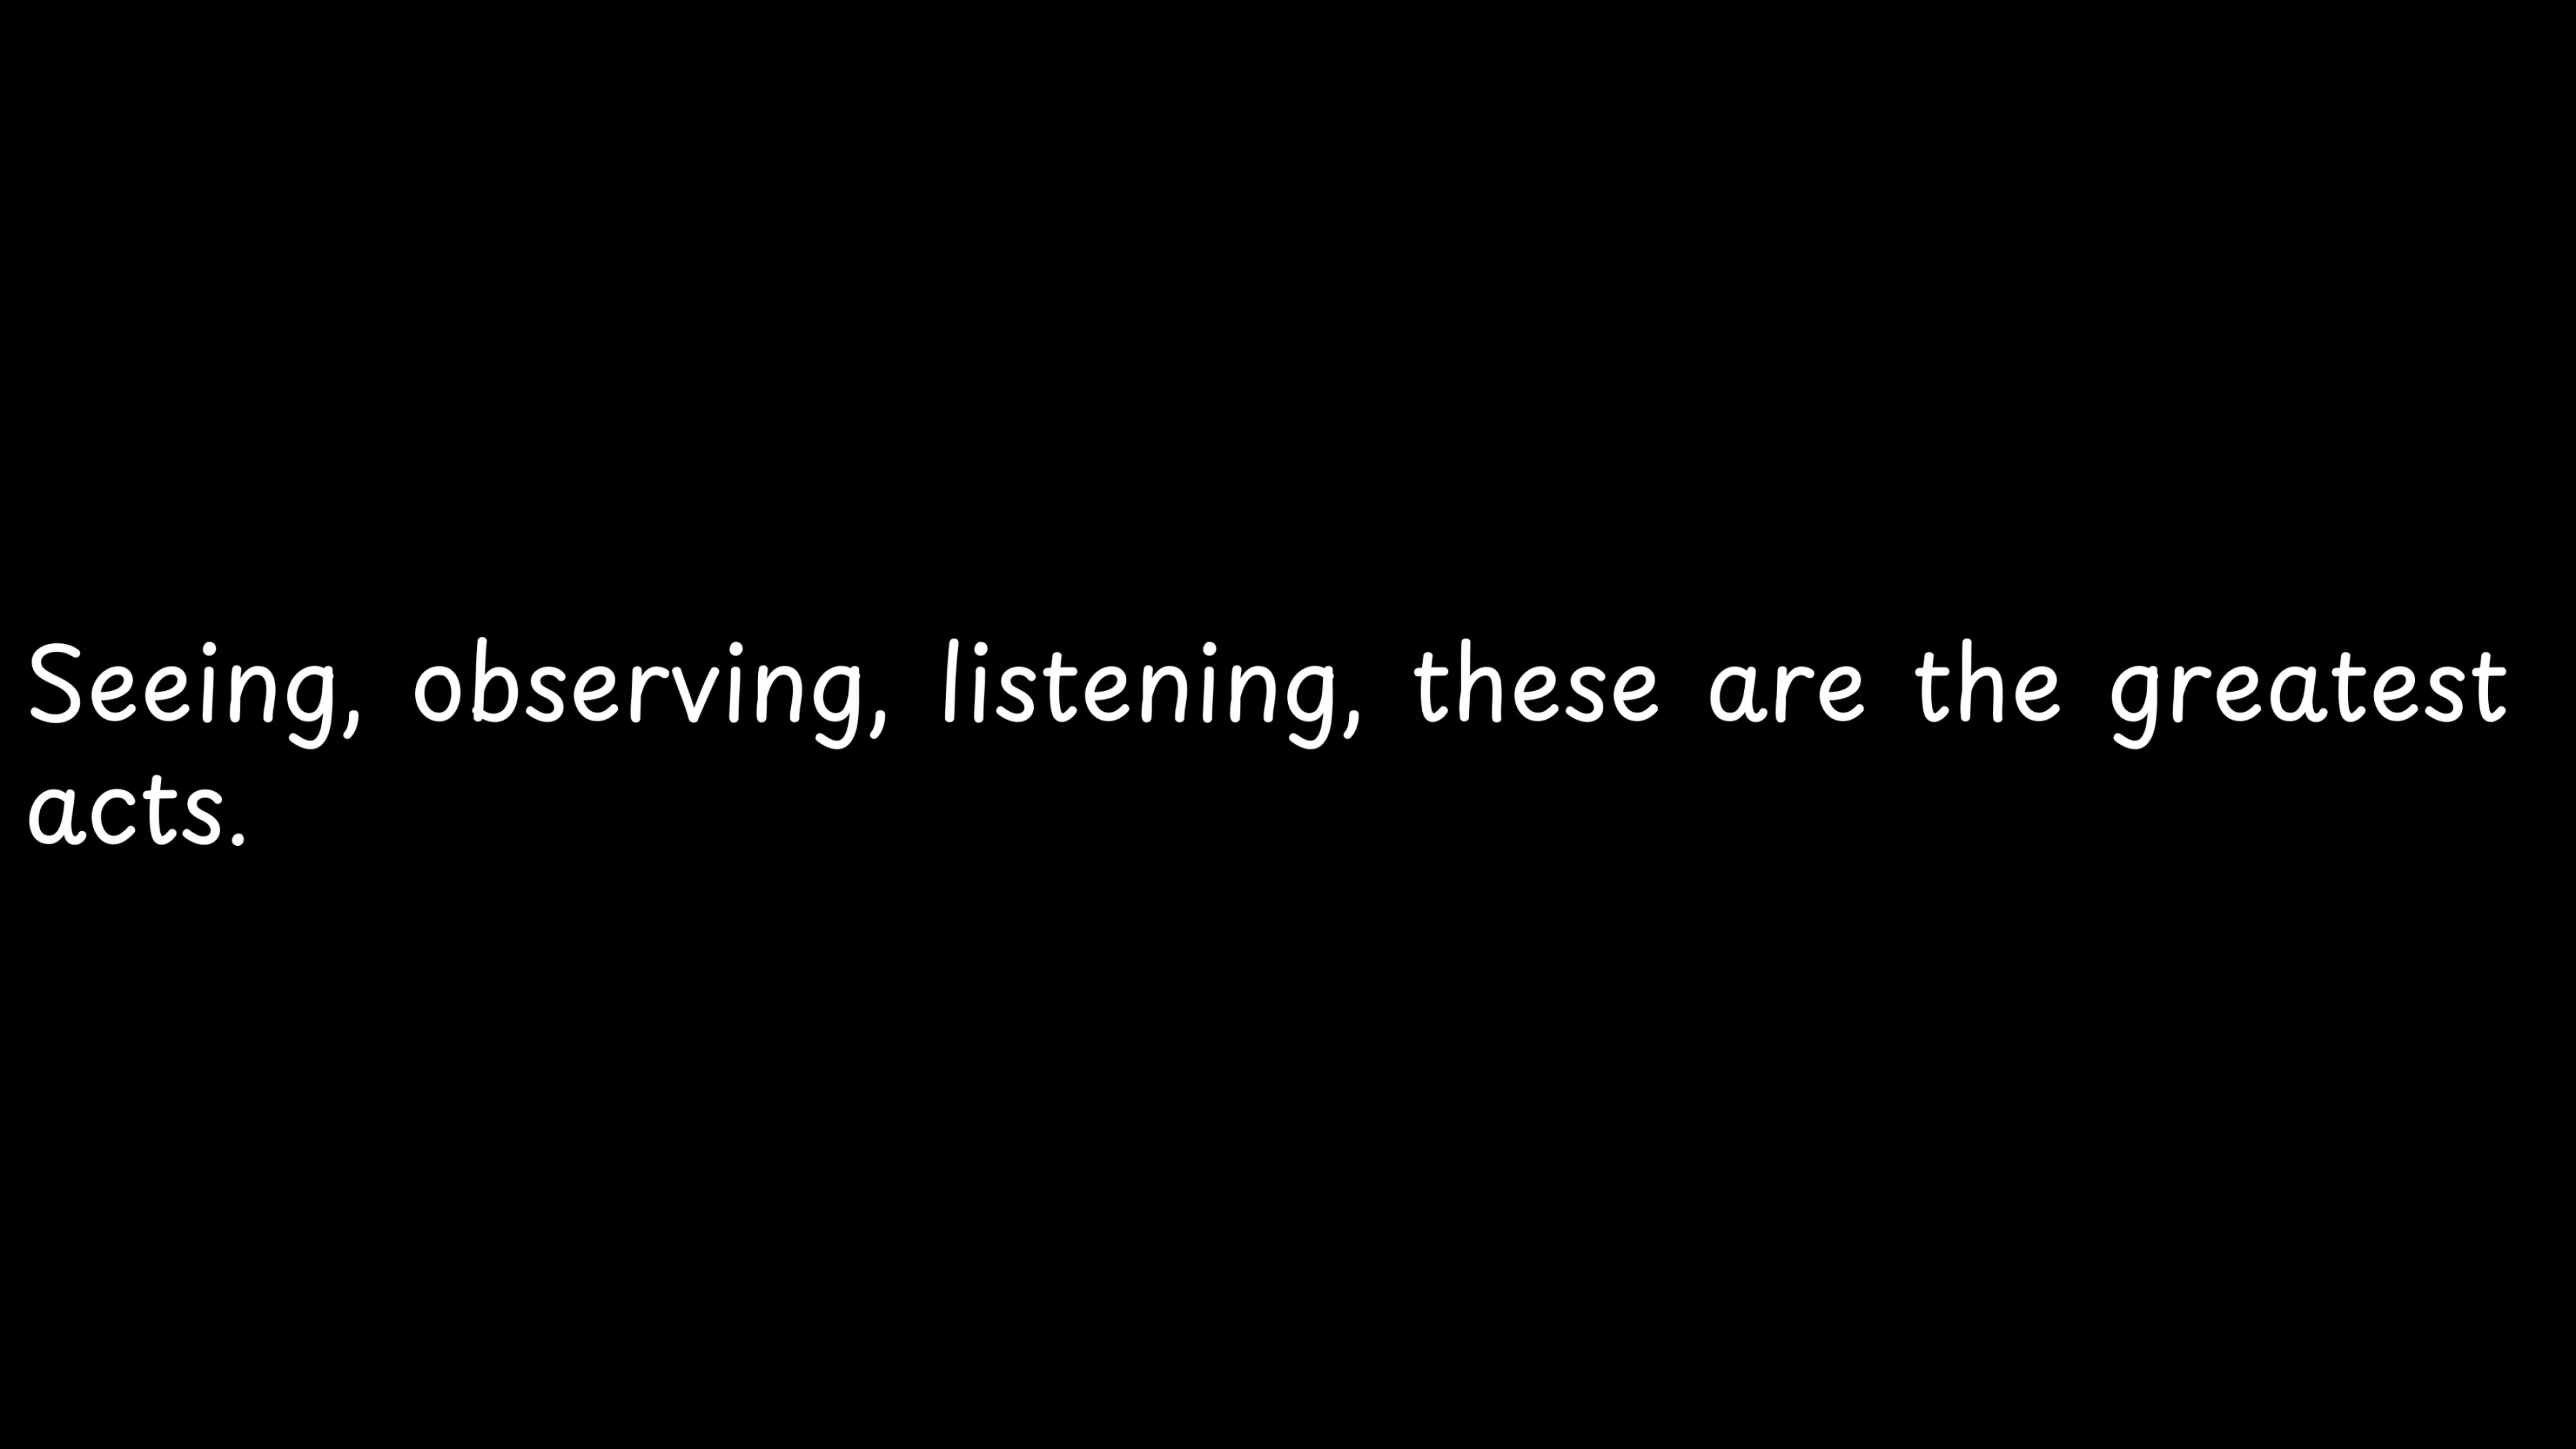 Seeing, observing, listening, these are the greatest
acts.